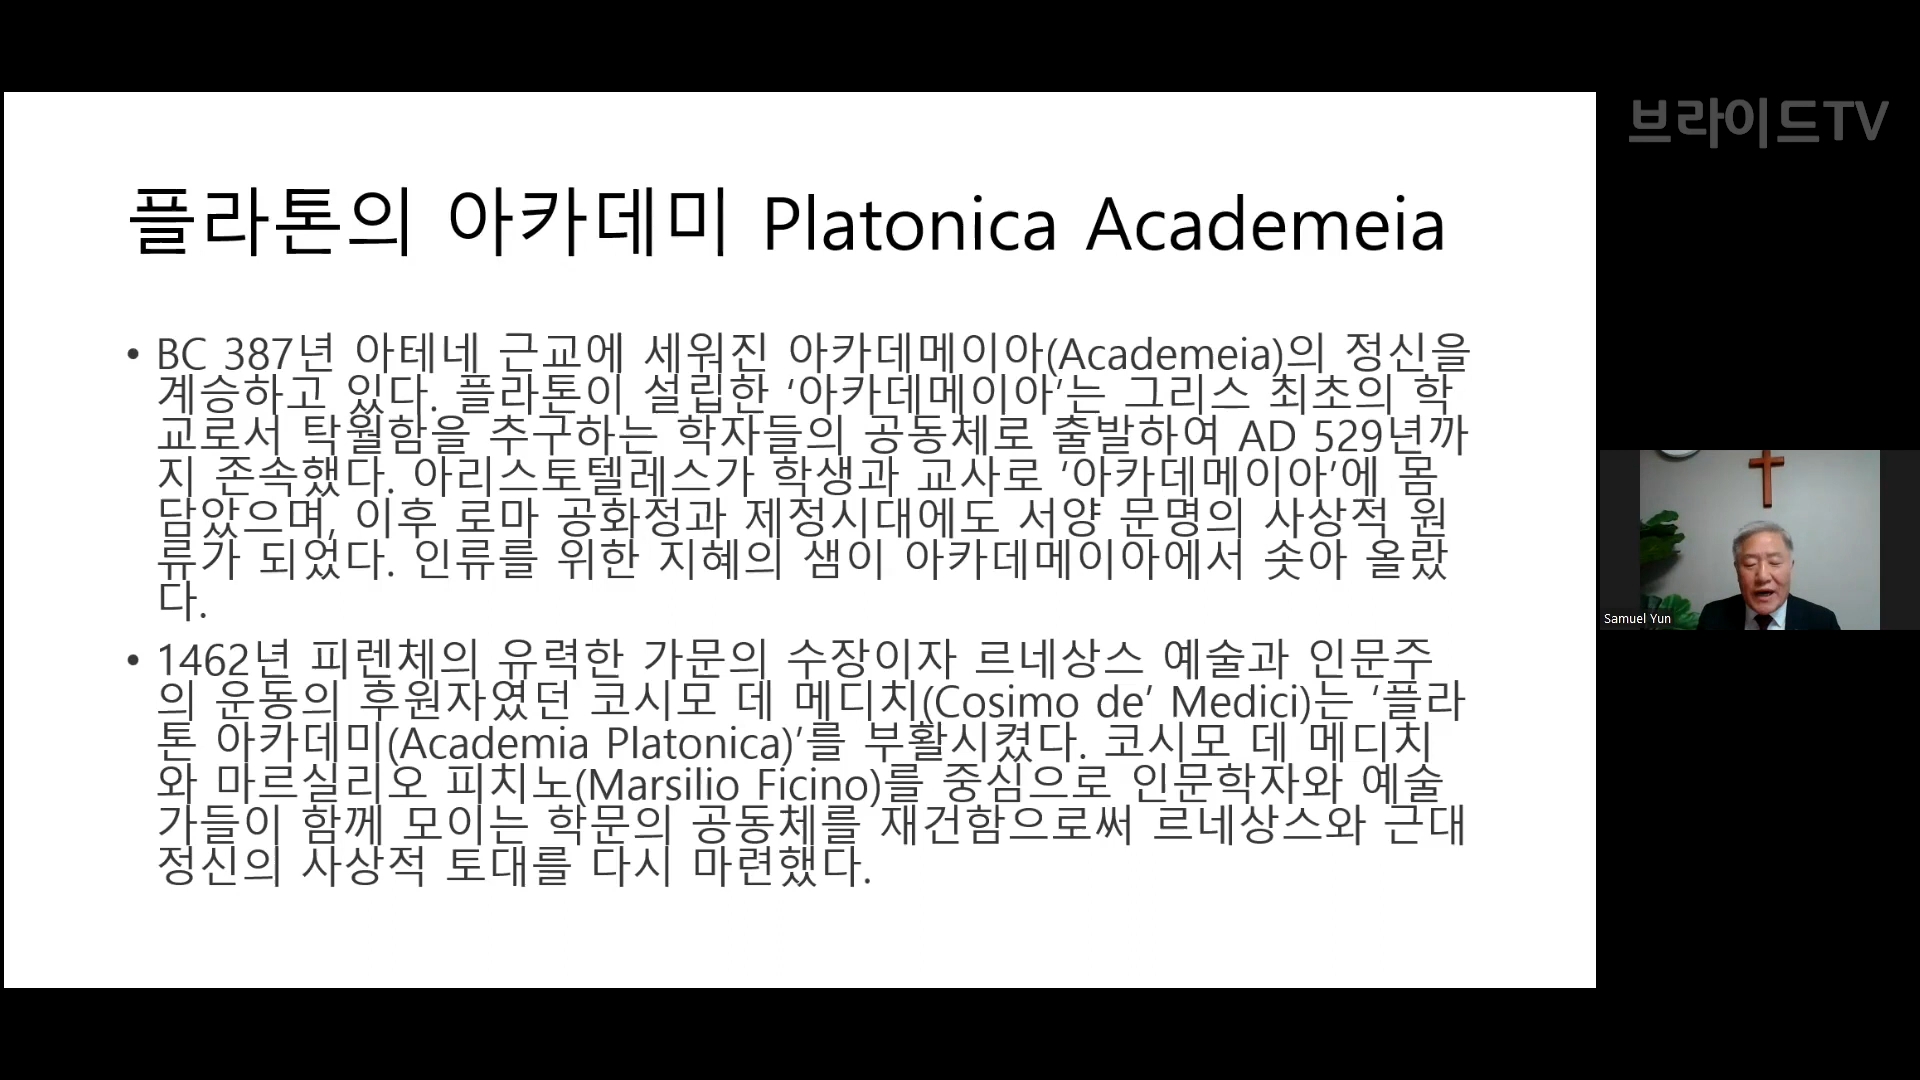 플라톤의 아카데미 Platonica Academeia
• BC 387년 아테네 근교에 세워진 아카데메이아(Academeia)의 정신을
계승하고 있다. 플라톤이 설립한 ‘아카데메이아’는 그리스 최초의 학
교로서 탁월함을 추구하는 학자들의 공동체로 출발하여 AD 529년까
지 존속했다. 아리스토텔레스가 학생과 교사로 ‘아카데메이아’에 몸
담았으며, 이후 로마 공화정과 제정시대에도 서양 문명의 사상적 원
류가 되었다. 인류를 위한 지혜의 샘이 아카데메이아에서 솟아 올랐
다.
• 1462년 피렌체의 유력한 가문의 수장이자 르네상스 예술과 인문주
의 운동의 후원자였던 코시모 데 메디치(Cosimo de’ Medici)는 ’플라
톤 아카데미(Academia Platonica)’를 부활시켰다. 코시모 데 메디치
와 마르실리오 피치노(Marsilio Ficino)를 중심으로 인문학자와 예술
가들이 함께 모이는 학문의 공동체를 재건함으로써 르네상스와 근대
정신의 사상적 토대를 다시 마련했다.
브라이드TV
Samuel Yun